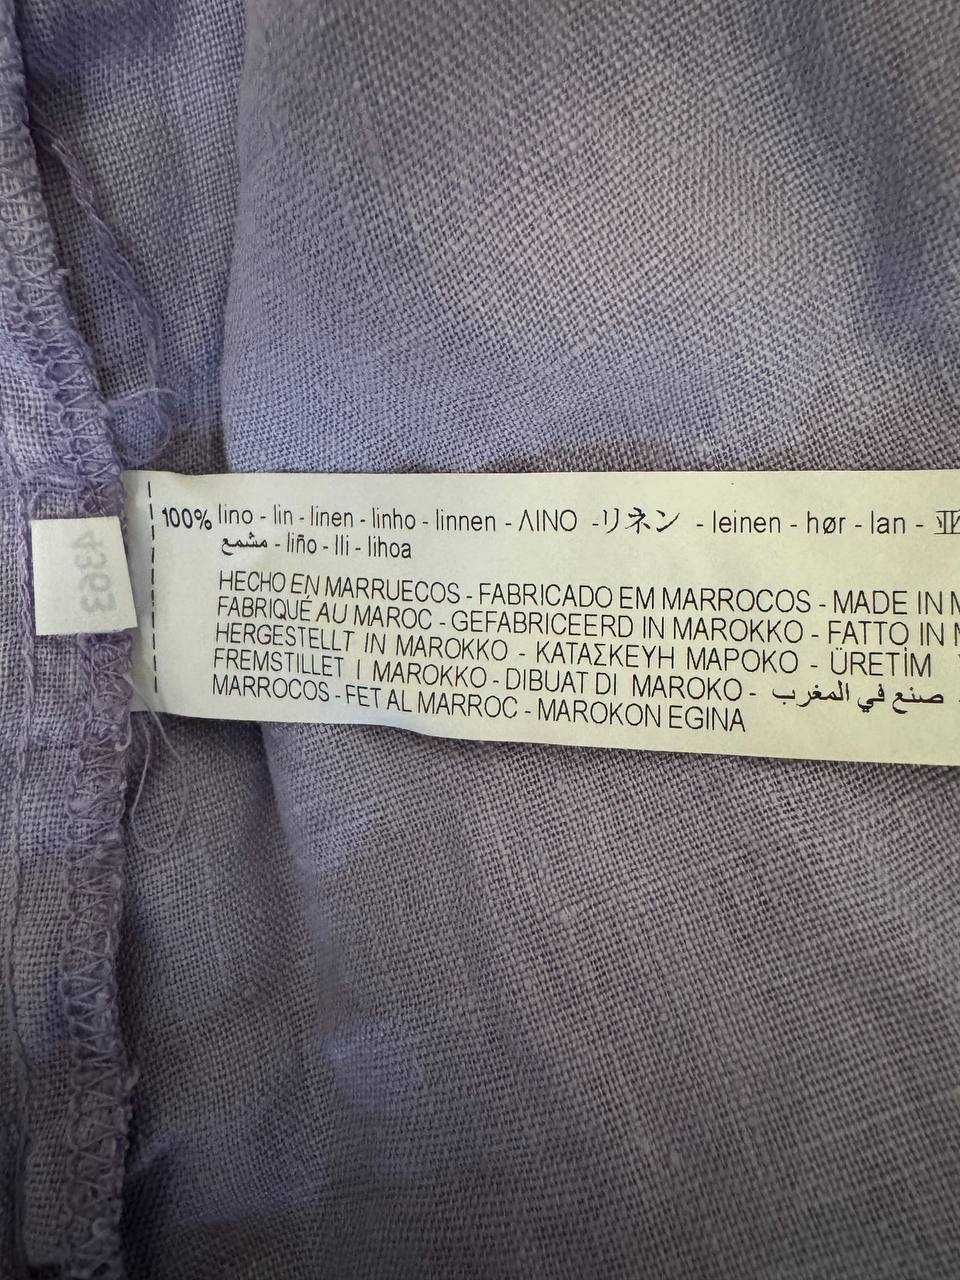 100% lino - lin - linen - linho - linnen - ΛΙΝΟ - リネン - leinen - hør - lan - 亚
مشمع - liño - lli - lihoa
HECHO EN MARRUECOS - FABRICADO EM MARROCOS - MADE IN
FABRIQUÉ AU MAROC - GEFABRICEERD IN MAROKKO - FATTO IN
HERGESTELLT IN MAROKKO - ΚΑΤΑΣΚΕΥΗ ΜΑΡΟΚΟ - ÜRETİM
FREMSTILLET I MAROKKO - DIBUAT DI MAROKO - صنع في المغرب
MARROCOS - FET AL MARROC - MAROKON EGINA
4363